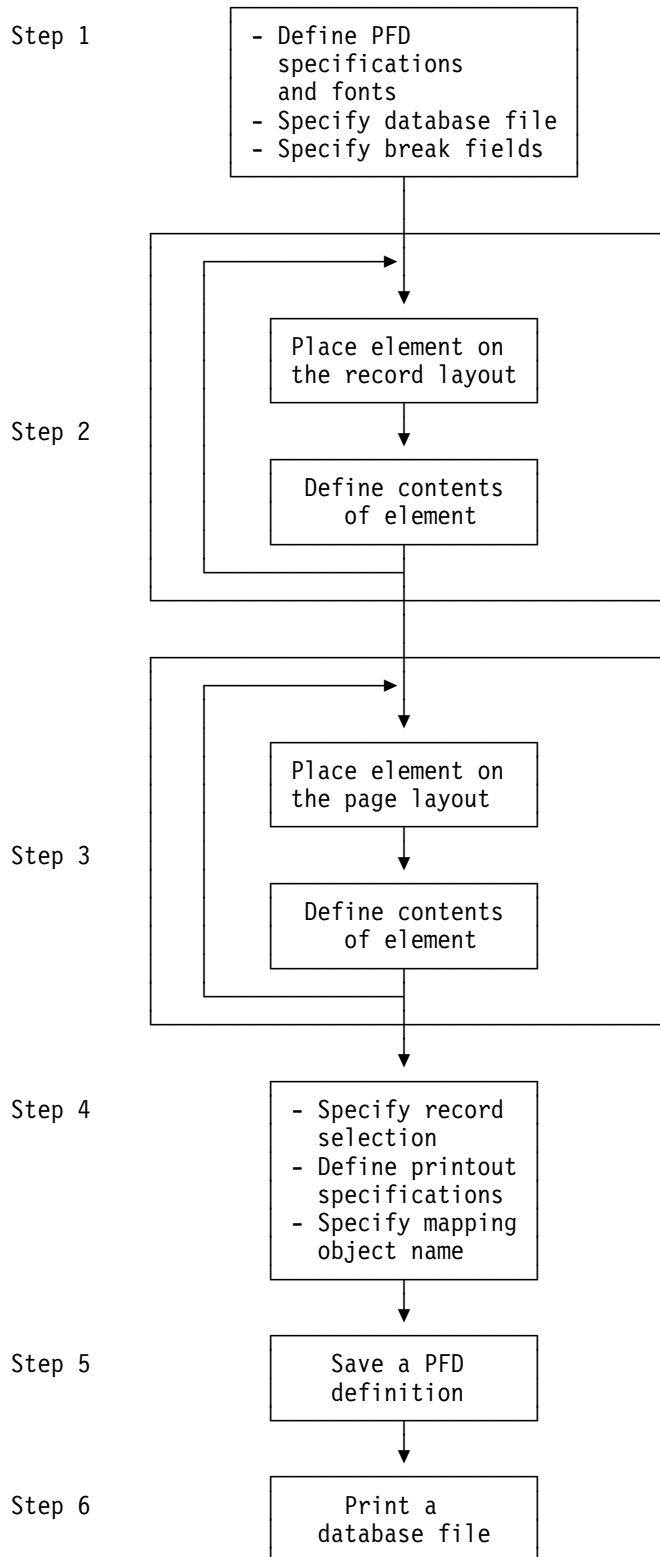 Step 1
- Define PFD
specifications
and fonts
- Specify database file
- Specify break fields
Place element on
the record layout
Step 2
Define contents
of element
Place element on
the page layout
Step 3
Define contents
of element
Step 4
- Specify record
selection
- Define printout
specifications
- Specify mapping
object name
Step 5
Save a PFD
definition
Step 6
Print a
database file